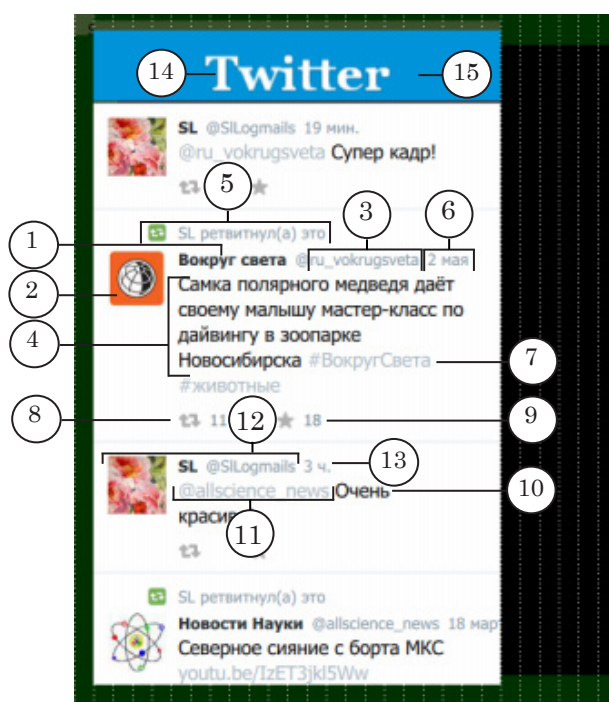 14 Twitter 15
SL @SlLogmails 19 мин.
@ru_vokrugsveta Супер кадр!
5
3
6
SL ретвитнул(а) это
1
Вокруг света @ru_vokrugsveta 2 мая
2
Самка полярного медведя даёт
своему малышу мастер-класс по
4
дайвингу в зоопарке
Новосибирска #ВокругСвета 7
#животные
8 11 12 18 9
SL @SlLogmails 3 ч. 13
@allscience_news Очень 10
11
SL ретвитнул(а) это
Новости Науки @allscience_news 18 мар
Северное сияние с борта МКС
youtu.be/IzET3jkl5Ww